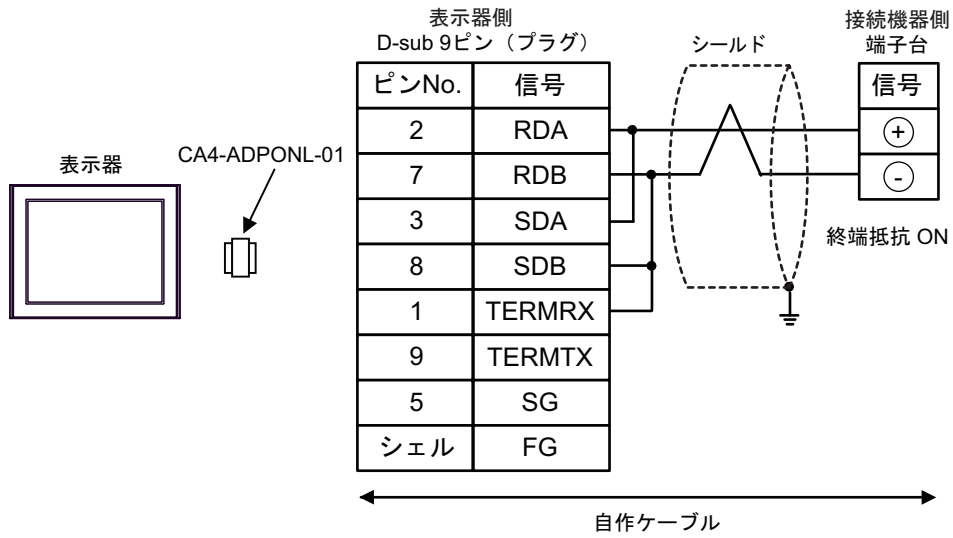 表示器側
D-sub 9ピン（プラグ）
シールド
接続機器側
端子台
ピンNo. 信号
信号
2 RDA
+
7 RDB
-
3 SDA
8 SDB
1 TERMRX
9 TERMTX
5 SG
シェル FG
表示器
CA4-ADPONL-01
終端抵抗 ON
自作ケーブル